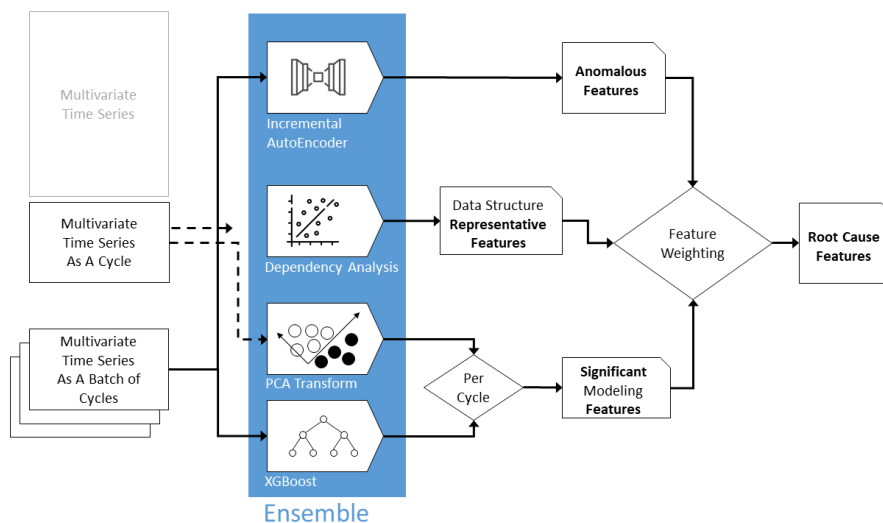 Multivariate
Time Series
Incremental
AutoEncoder
Anomalous
Features
Multivariate
Time Series
As A Cycle
Dependency Analysis
Data Structure
Representative
Features
Feature
Weighting
Root Cause
Features
Multivariate
Time Series
As A Batch of
Cycles
PCA Transform
XGBoost
Per
Cycle
Significant
Modeling
Features
Ensemble